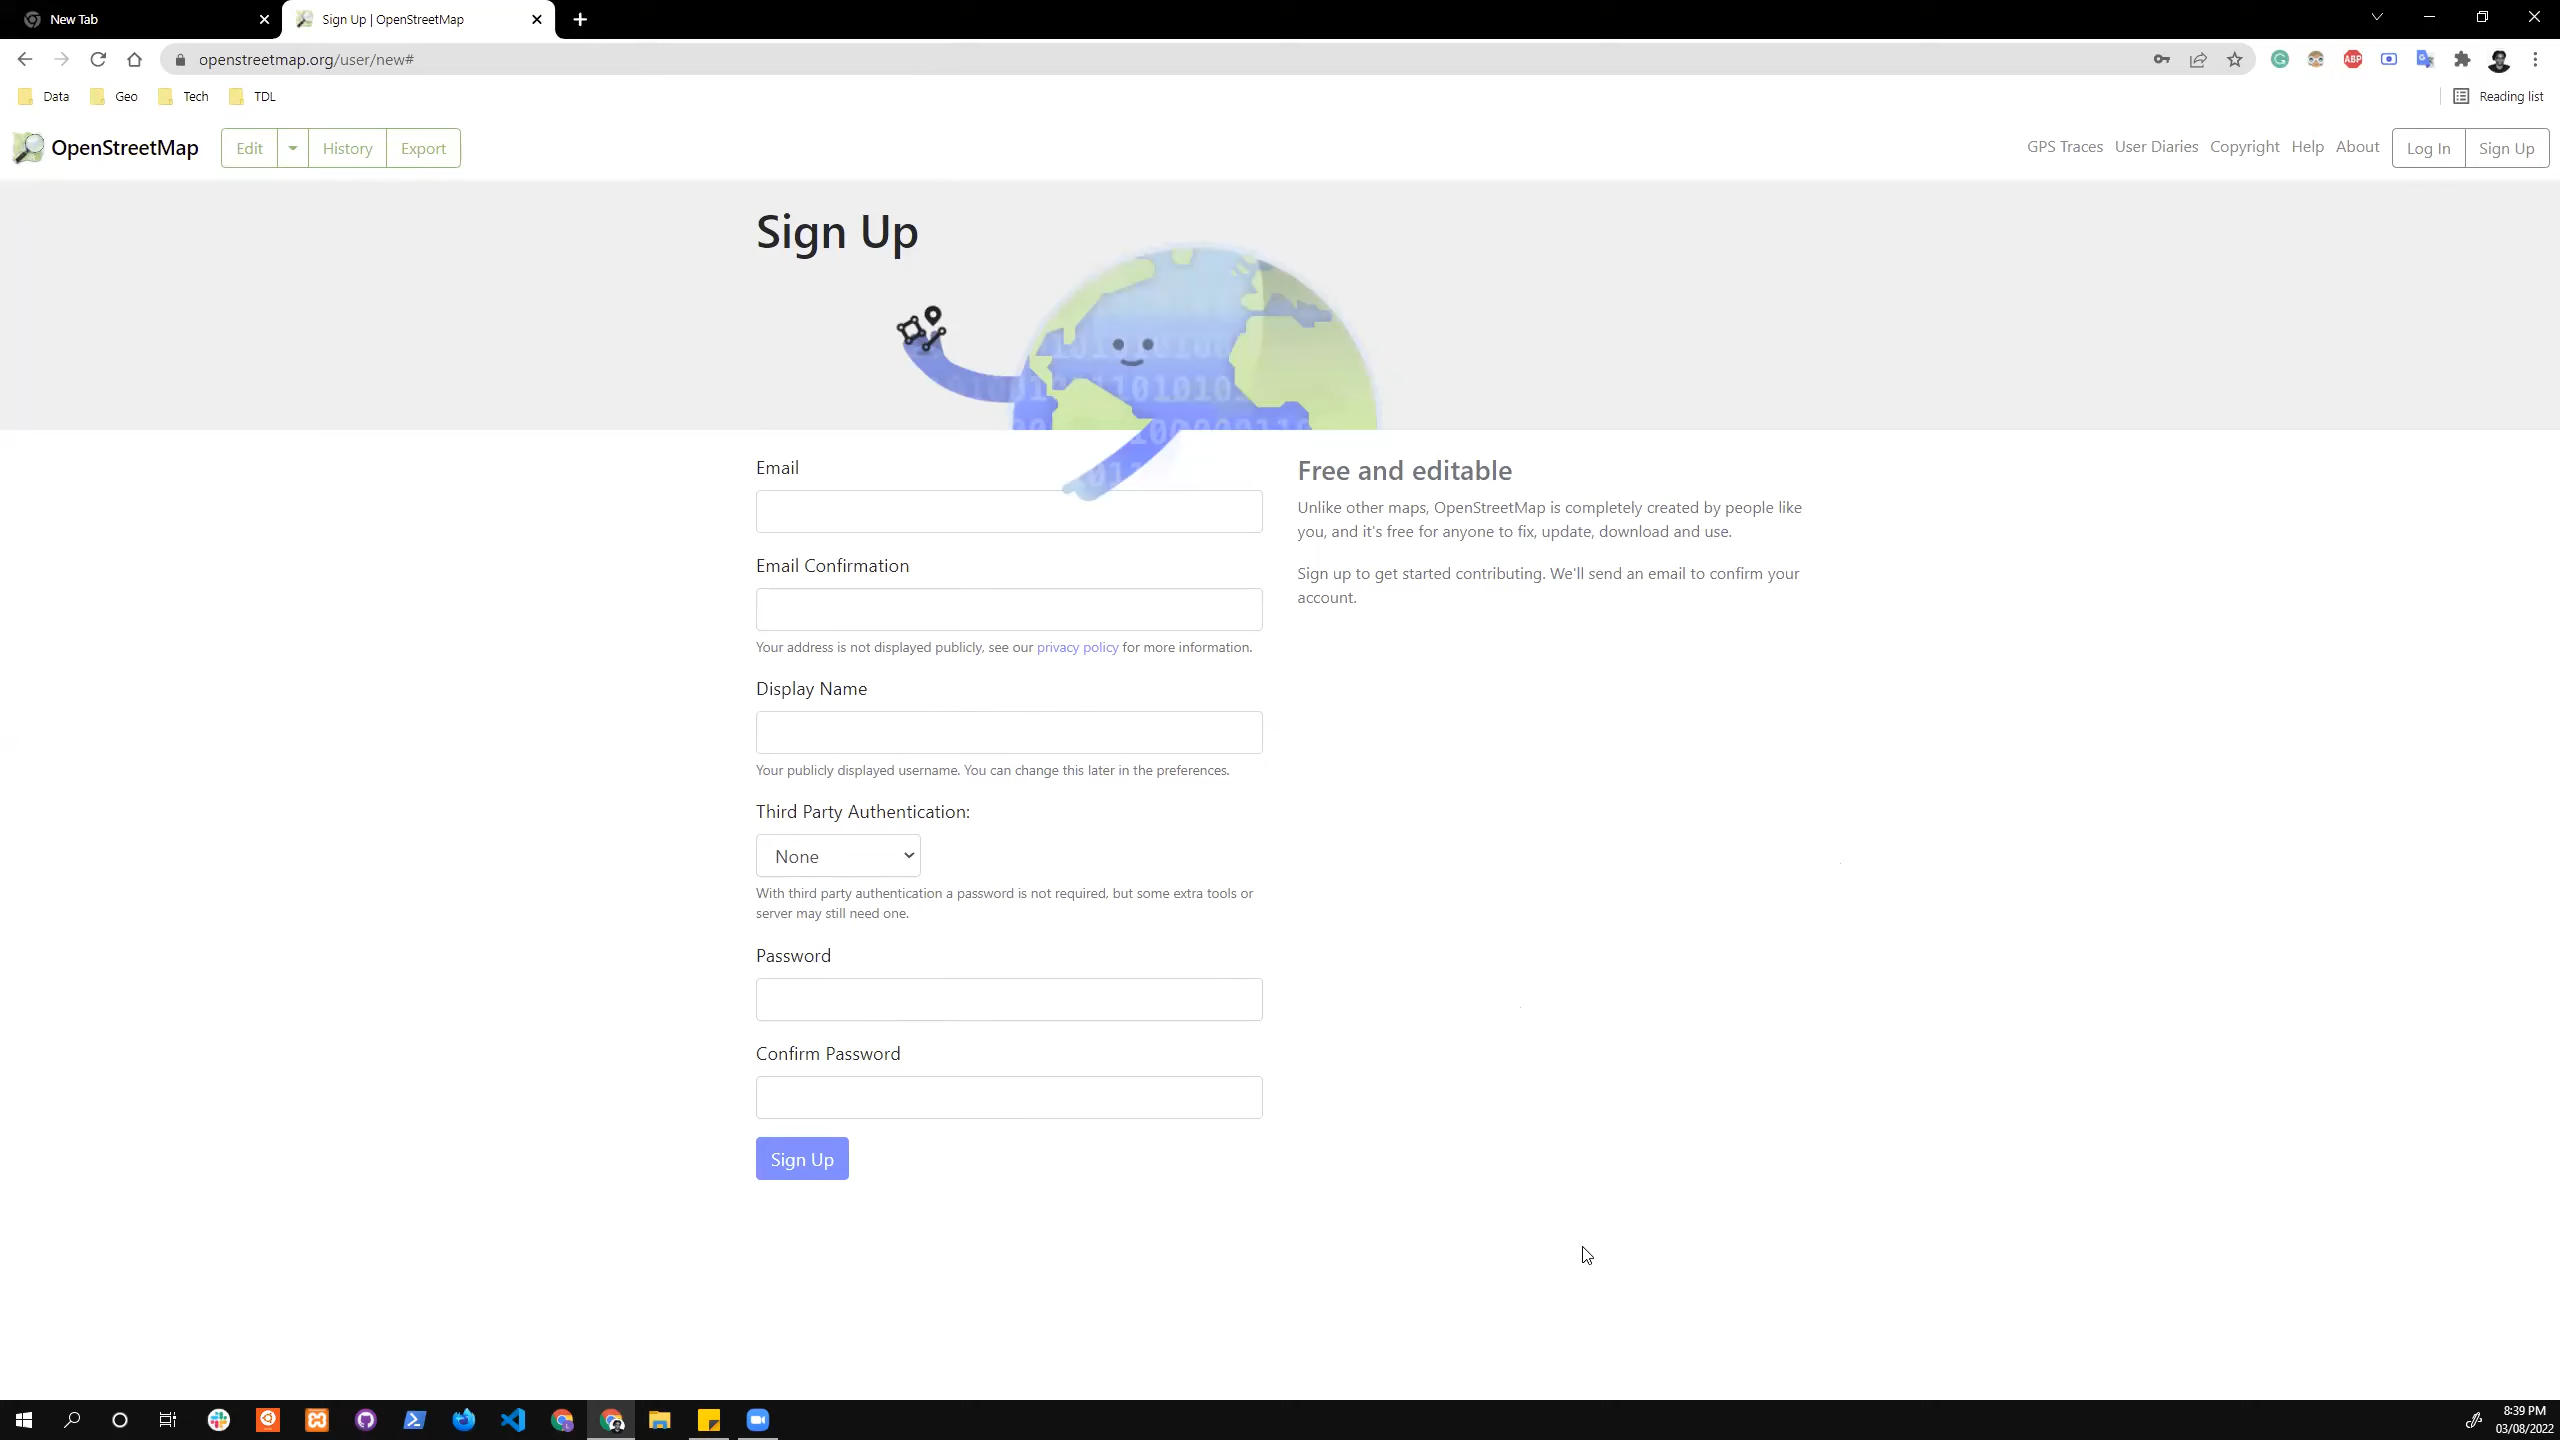 New Tab
Sign Up | OpenStreetMap
openstreetmap.org/user/new#
ABP
Data
Geo
Tech
TDL
Reading list
OpenStreetMap
Edit
History
Export
GPS Traces
User Diaries
Copyright
Help
About
Log In
Sign Up
Sign Up
Email
Email Confirmation
Your address is not displayed publicly, see our privacy policy for more information.
Display Name
Your publicly displayed username. You can change this later in the preferences.
Third Party Authentication:
None
With third party authentication a password is not required, but some extra tools or
server may still need one.
Password
Confirm Password
Sign Up
Free and editable
Unlike other maps, OpenStreetMap is completely created by people like
you, and it's free for anyone to fix, update, download and use.
Sign up to get started contributing. We'll send an email to confirm your
account.
8:39 PM
03/08/2022